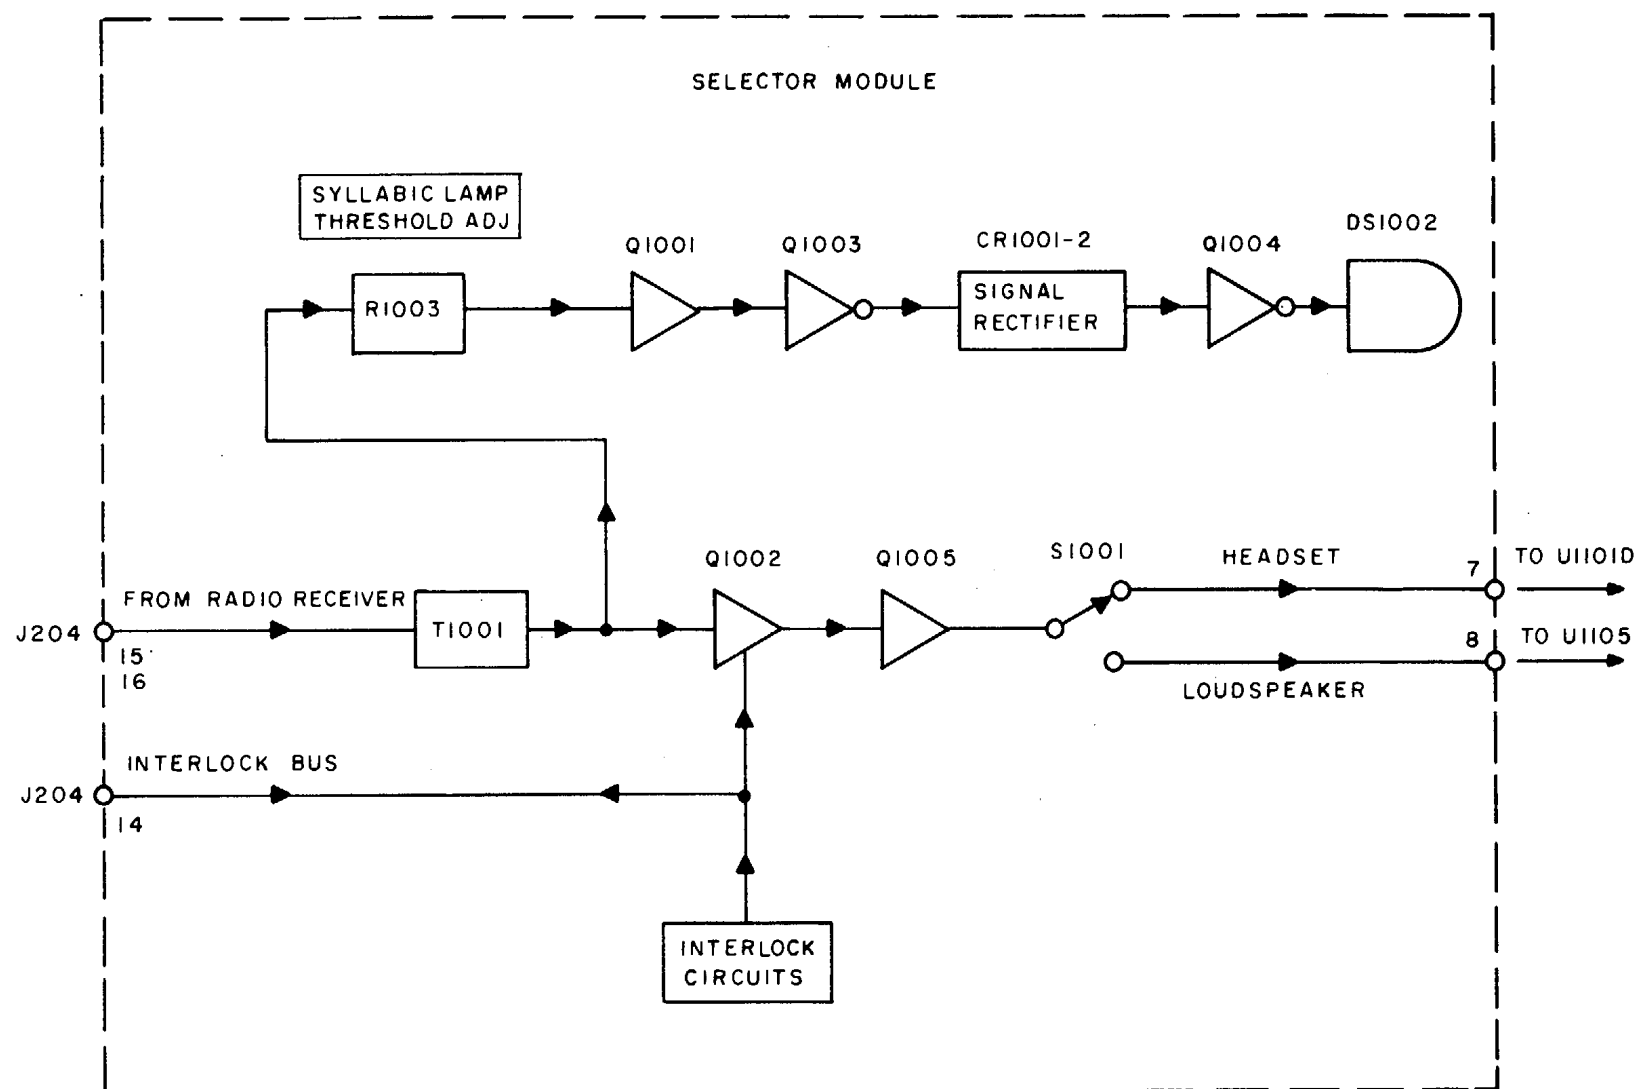 SELECTOR MODULE
SYLLABIC LAMP
THRESHOLD ADJ
Q1001
Q1003
CR1001-2
Q1004
DS1002
R1003
SIGNAL
RECTIFIER
Q1002
Q1005
S1001
HEADSET
7
TO U1101D
FROM RADIO RECEIVER
T1001
J204
15
16
8
TO U1105
LOUDSPEAKER
INTERLOCK BUS
J204
14
INTERLOCK
CIRCUITS